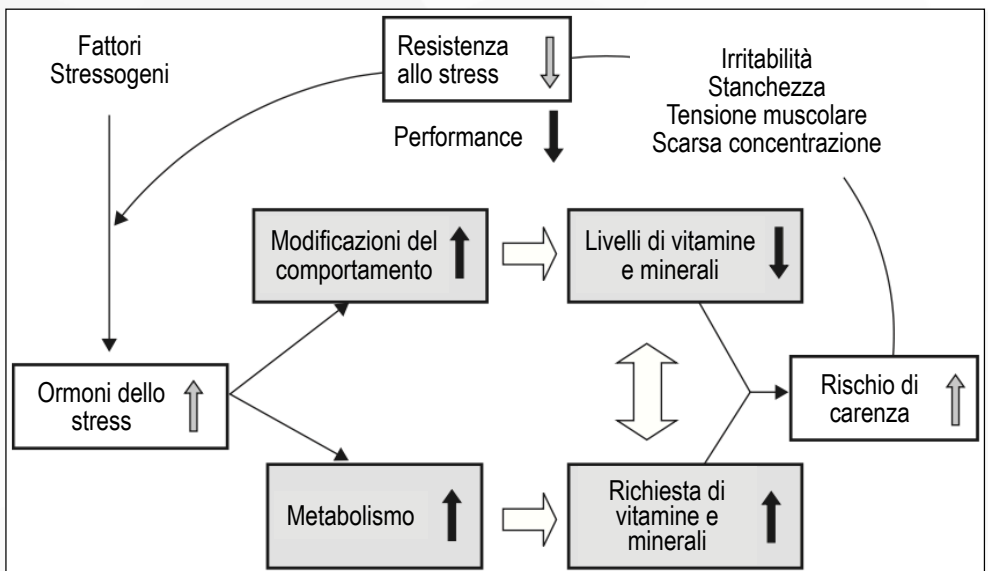 Fattori
Stressogeni
Resistenza
allo stress
Performance
Irritabilità
Stanchezza
Tensione muscolare
Scarsa concentrazione
Modificazioni del
comportamento
Livelli di vitamine
e minerali
Ormoni dello
stress
Rischio di
carenza
Metabolismo
Richiesta di
vitamine e
minerali